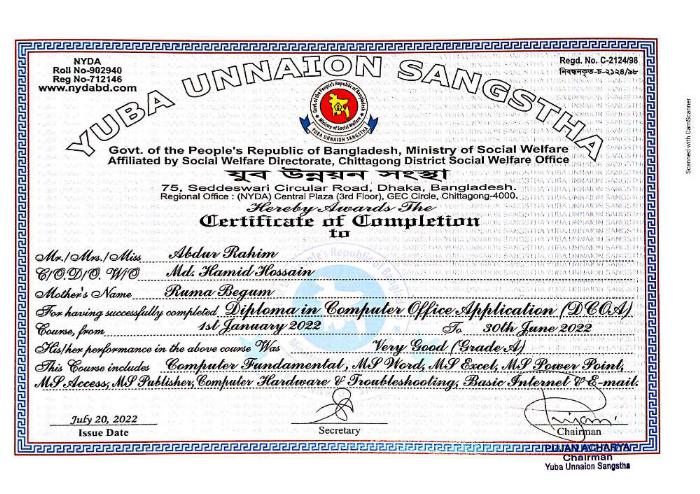 NYDA
Roll No-902940
Reg No-712146
www.nydabd.com
Regd. No. C-2124/98
নিবন্ধনকৃত-চ-২১২৪/৯৮
YUBA UNNAION SANGSTHA
YUBA UNNAION SANGSTHA
Govt. of the People's Republic of Bangladesh, Ministry of Social Welfare
Affiliated by Social Welfare Directorate, Chittagong District Social Welfare Office
যুব উন্নয়ন সংস্থা
75, Seddeswari Circular Road, Dhaka, Bangladesh.
Regional Office : (NYDA) Central Plaza (3rd Floor), GEC Circle, Chittagong-4000.
Hereby Awards The
Certificate of Completion
to
Mr./Mrs./Miss Abdur Rahim
C/O, D/O, W/O Md. Hamid Hossain
Mother's Name Ruma Begum
For having successfully completed Diploma in Computer Office Application (DCOA)
Course, from 1st January 2022 To 30th June 2022
His/her performance in the above course Was Very Good (Grade A)
This Course includes Computer Fundamental, MS Word, MS Excel, MS Power Point,
MS Access, MS Publisher, Computer Hardware & Troubleshooting, Basic Internet & E-mail.
July 20, 2022
Issue Date
Secretary
Chairman
PUJAN ACHARYA
Chairman
Yuba Unnaion Sangstha
Scanned with CamScanner